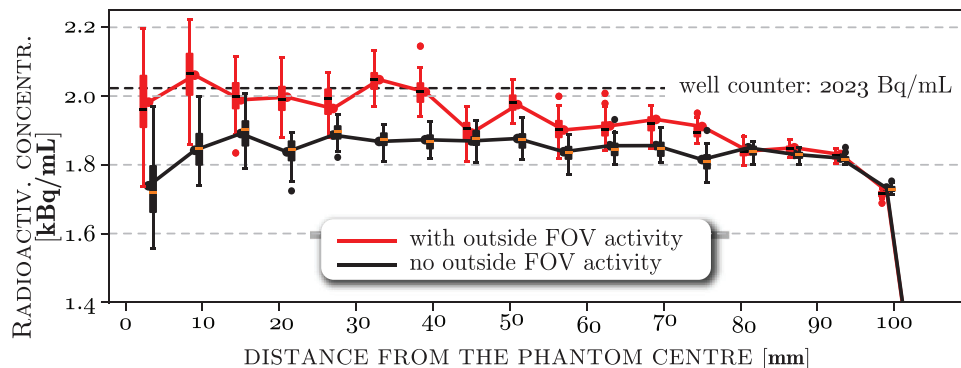 RADIOACTIV. CONCENTR.
[kBq/mL]
2.2
2.0
1.8
1.6
1.4
well counter: 2023 Bq/mL
with outside FOV activity
no outside FOV activity
0 10 20 30 40 50 60 70 80 90 100
DISTANCE FROM THE PHANTOM CENTRE [mm]